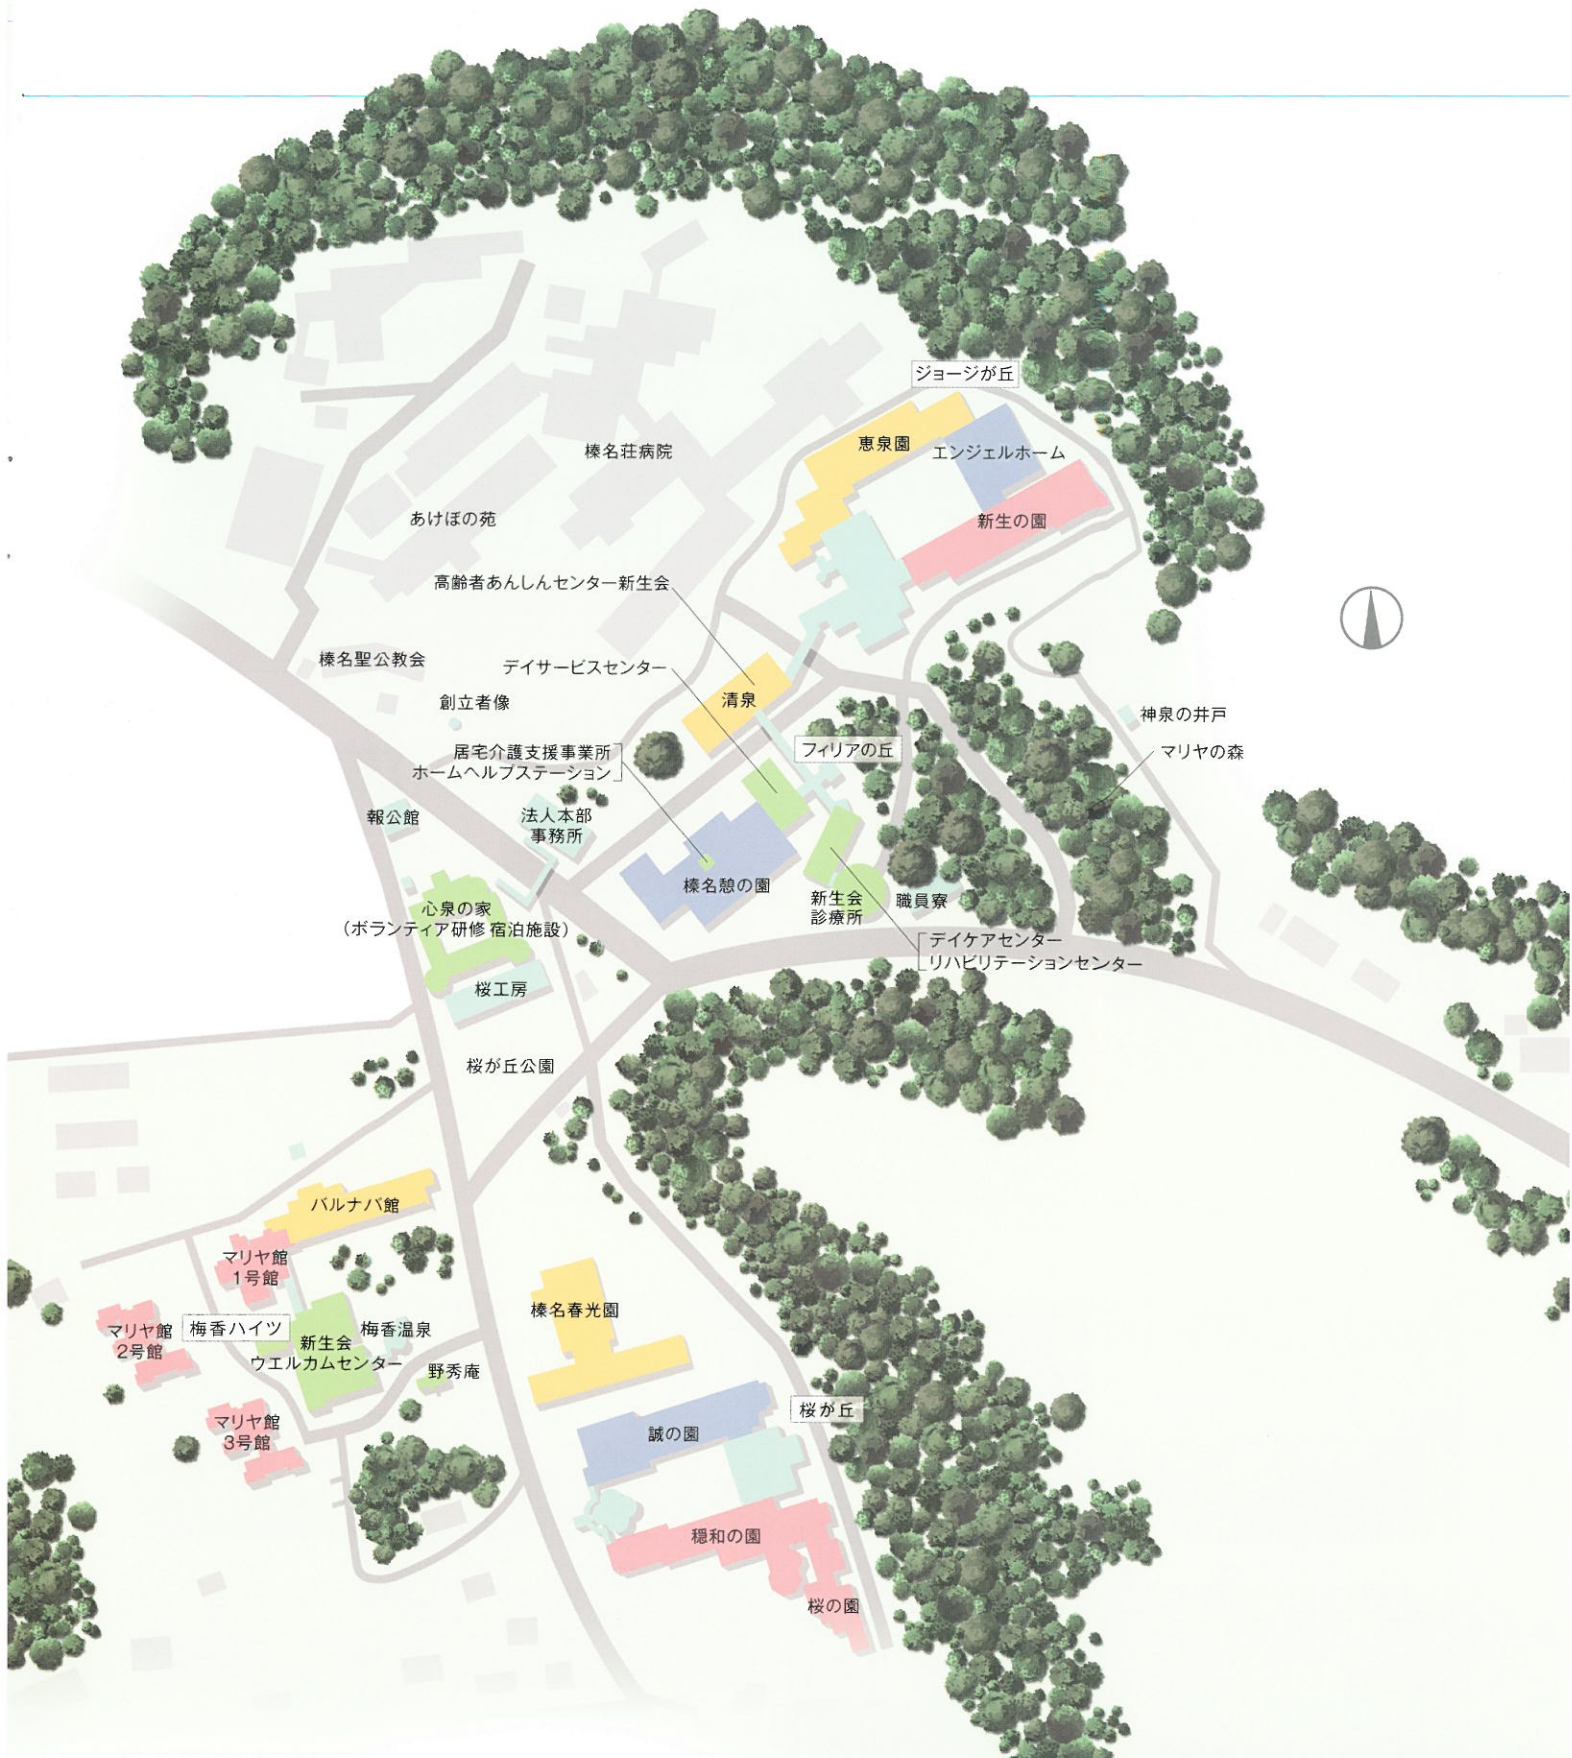 ジョージが丘
恵泉園
エンジェルホーム
榛名荘病院
あけぼの苑
新生の園
高齢者あんしんセンター新生会
榛名聖公教会
デイサービスセンター
創立者像
清泉
神泉の井戸
居宅介護支援事業所
ホームヘルプステーション
フィリアの丘
マリヤの森
報公館
法人本部
事務所
榛名憩の園
新生会
診療所
職員寮
心泉の家
(ボランティア研修 宿泊施設)
デイケアセンター
リハビリテーションセンター
桜工房
桜が丘公園
バルナバ館
マリヤ館
1号館
マリヤ館
2号館
梅香ハイツ
新生会
ウエルカムセンター
梅香温泉
榛名春光園
野秀庵
マリヤ館
3号館
桜が丘
誠の園
穏和の園
桜の園